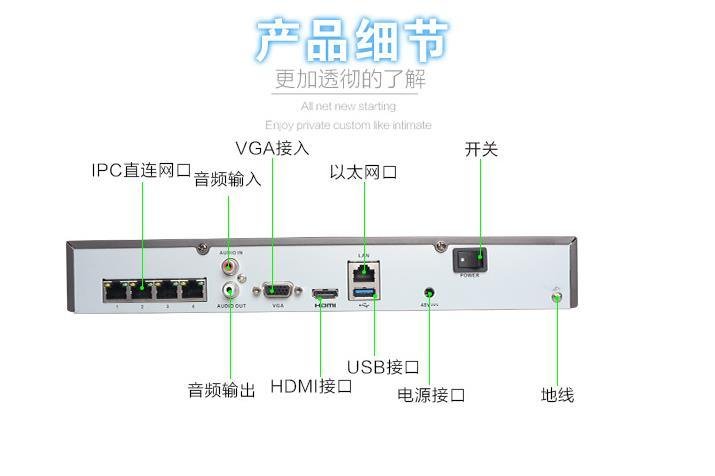 产品细节
更加透彻的了解
All net new starting
Enjoy private custom like intimate
VGA接入
开关
IPC直连网口
音频输入
以太网口
AUDIO IN
LAN
POWER
1 2 3 4
AUDIO OUT
VGA
HDMI
48V
USB接口
音频输出
HDMI接口
电源接口
地线